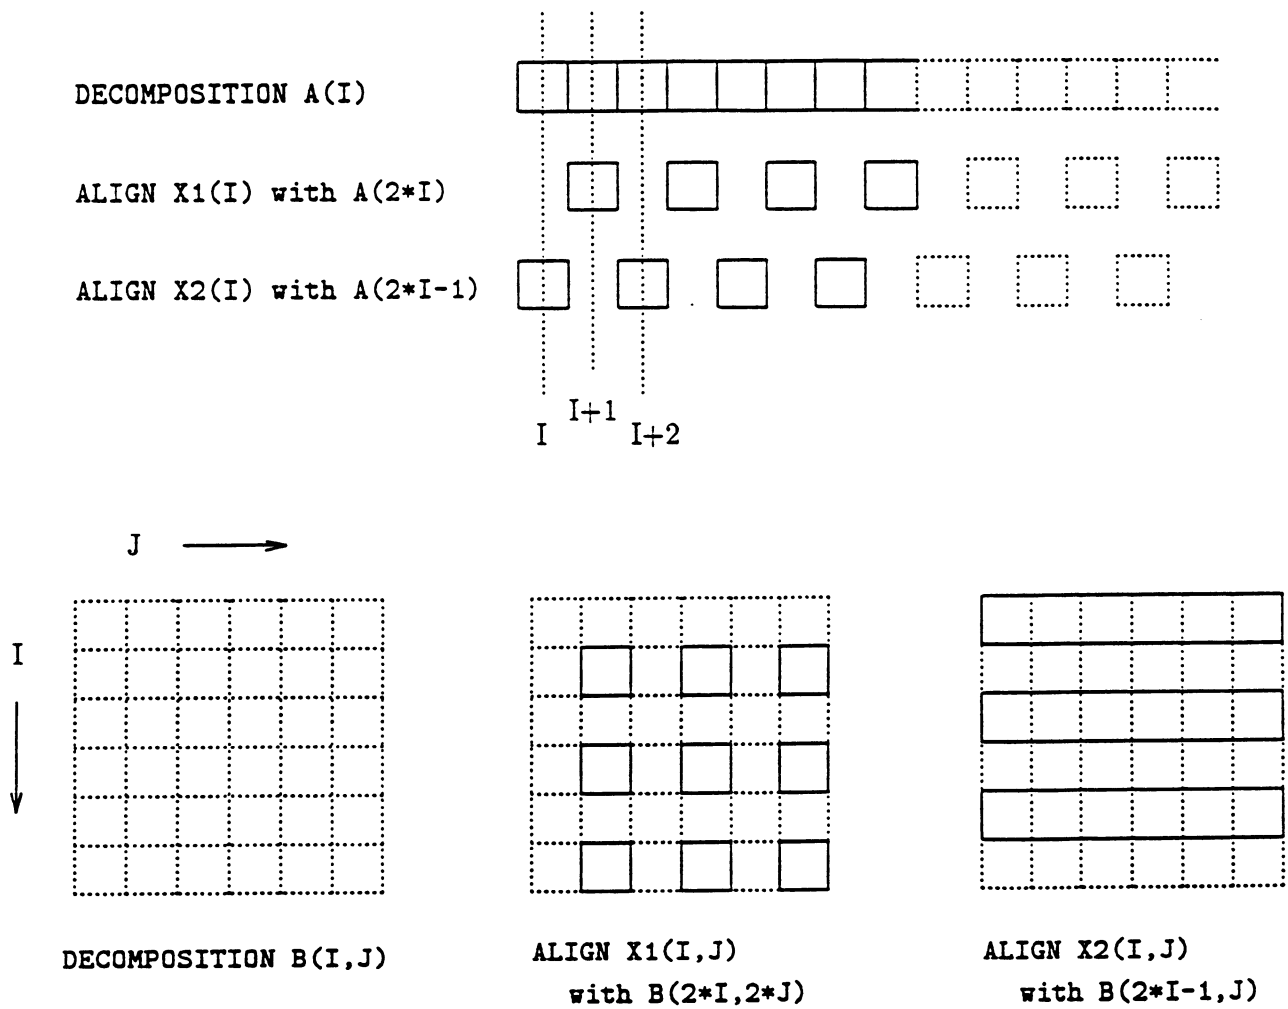 DECOMPOSITION A(I)
ALIGN X1(I) with A(2*I)
ALIGN X2(I) with A(2*I-1)
I+1
I
I+2
J
I
DECOMPOSITION B(I,J)
ALIGN X1(I,J)
with B(2*I,2*J)
ALIGN X2(I,J)
with B(2*I-1,J)